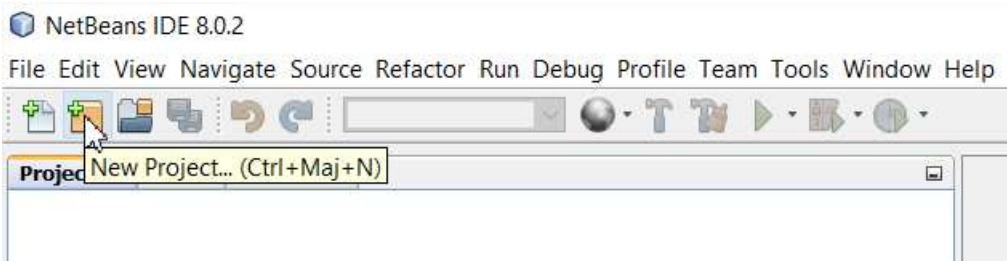 NetBeans IDE 8.0.2
File Edit View Navigate Source Refactor Run Debug Profile Team Tools Window Help
New Project... (Ctrl+Maj+N)
Projec